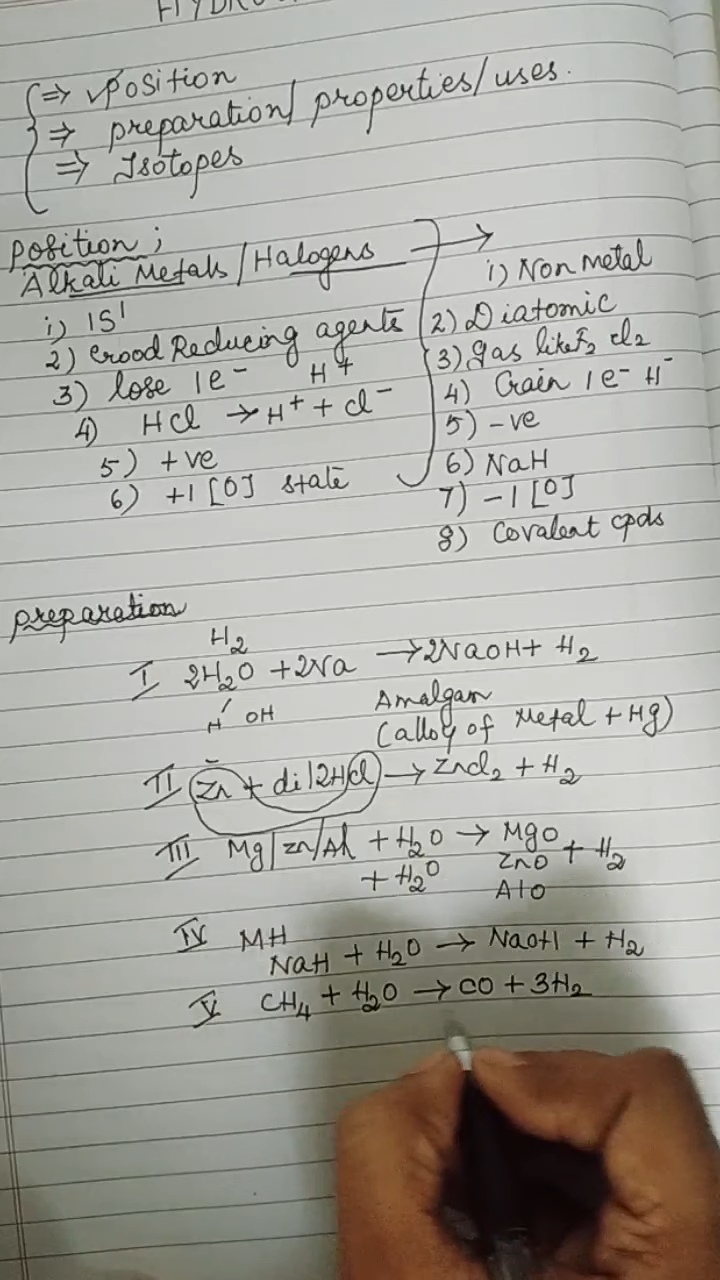 HYDRO
⇒ position
⇒ preparation/properties/uses.
⇒ Isotopes
position ;
Alkali Metals/Halogens →
i) 1S¹
2) Good Reducing agents
3) lose 1e⁻ H⁺
4) HCl → H⁺ + Cl⁻
5) +ve
6) +1 [O] state
i) Non metal
2) Diatomic
3) gas like F₂ Cl₂
4) Gain 1e⁻ H⁻
5) -ve
6) NaH
7) -1 [O]
8) Covalent cpds
preparation
H₂
I 2H₂O + 2Na → 2NaOH + H₂
H OH
Amalgam
(alloy of Metal + Hg)
II Zn + dil 2HCl → ZnCl₂ + H₂
III Mg/Zn/Al + H₂O → MgO
+ H₂O ZnO + H₂
AlO
IV MH
NaH + H₂O → NaOH + H₂
V CH₄ + H₂O → CO + 3H₂